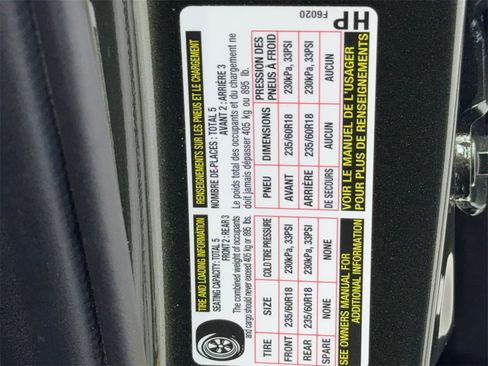 TIRE AND LOADING INFORMATION
SEATING CAPACITY: TOTAL 5
FRONT 2 : REAR 3
The combined weight of occupants
and cargo should never exceed 405 kg or 895 lbs.
TIRE SIZE COLD TIRE PRESSURE
FRONT 235/60R18 230kPa, 33PSI
REAR 235/60R18 230kPa, 33PSI
SPARE NONE NONE
SEE OWNERS MANUAL FOR
ADDITIONAL INFORMATION
RENSEIGNEMENTS SUR LES PNEUS ET LE CHARGEMENT
NOMBRE DE PLACES : TOTAL 5
AVANT 2 : ARRIÈRE 3
Le poids total des occupants et du chargement ne
doit jamais dépasser 405 kg ou 895 lb.
PNEU DIMENSIONS PRESSION DES
PNEUS À FROID
AVANT 235/60R18 230kPa, 33PSI
ARRIÈRE 235/60R18 230kPa, 33PSI
DE SECOURS AUCUN AUCUN
VOIR LE MANUEL DE L'USAGER
POUR PLUS DE RENSEIGNEMENTS
F6020
HP